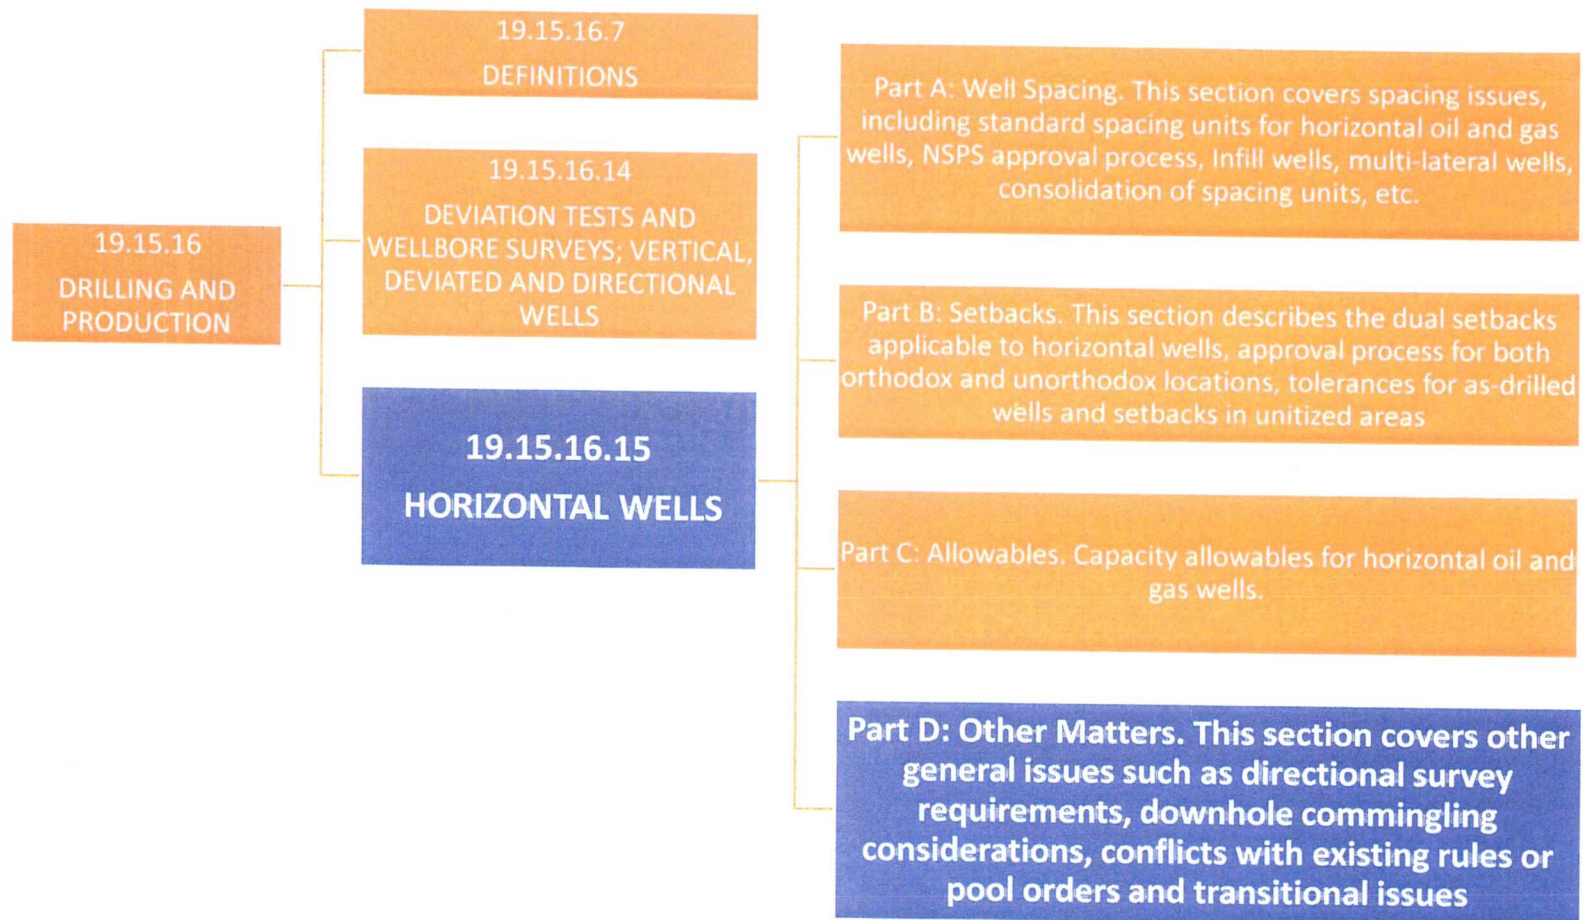 19.15.16
DRILLING AND
PRODUCTION
19.15.16.7
DEFINITIONS
19.15.16.14
DEVIATION TESTS AND
WELLBORE SURVEYS; VERTICAL,
DEVIATED AND DIRECTIONAL
WELLS
19.15.16.15
HORIZONTAL WELLS
Part A: Well Spacing. This section covers spacing issues,
including standard spacing units for horizontal oil and gas
wells, NSPS approval process, Infill wells, multi-lateral wells,
consolidation of spacing units, etc.
Part B: Setbacks. This section describes the dual setbacks
applicable to horizontal wells, approval process for both
orthodox and unorthodox locations, tolerances for as-drilled
wells and setbacks in unitized areas
Part C: Allowables. Capacity allowables for horizontal oil and
gas wells.
Part D: Other Matters. This section covers other
general issues such as directional survey
requirements, downhole commingling
considerations, conflicts with existing rules or
pool orders and transitional issues